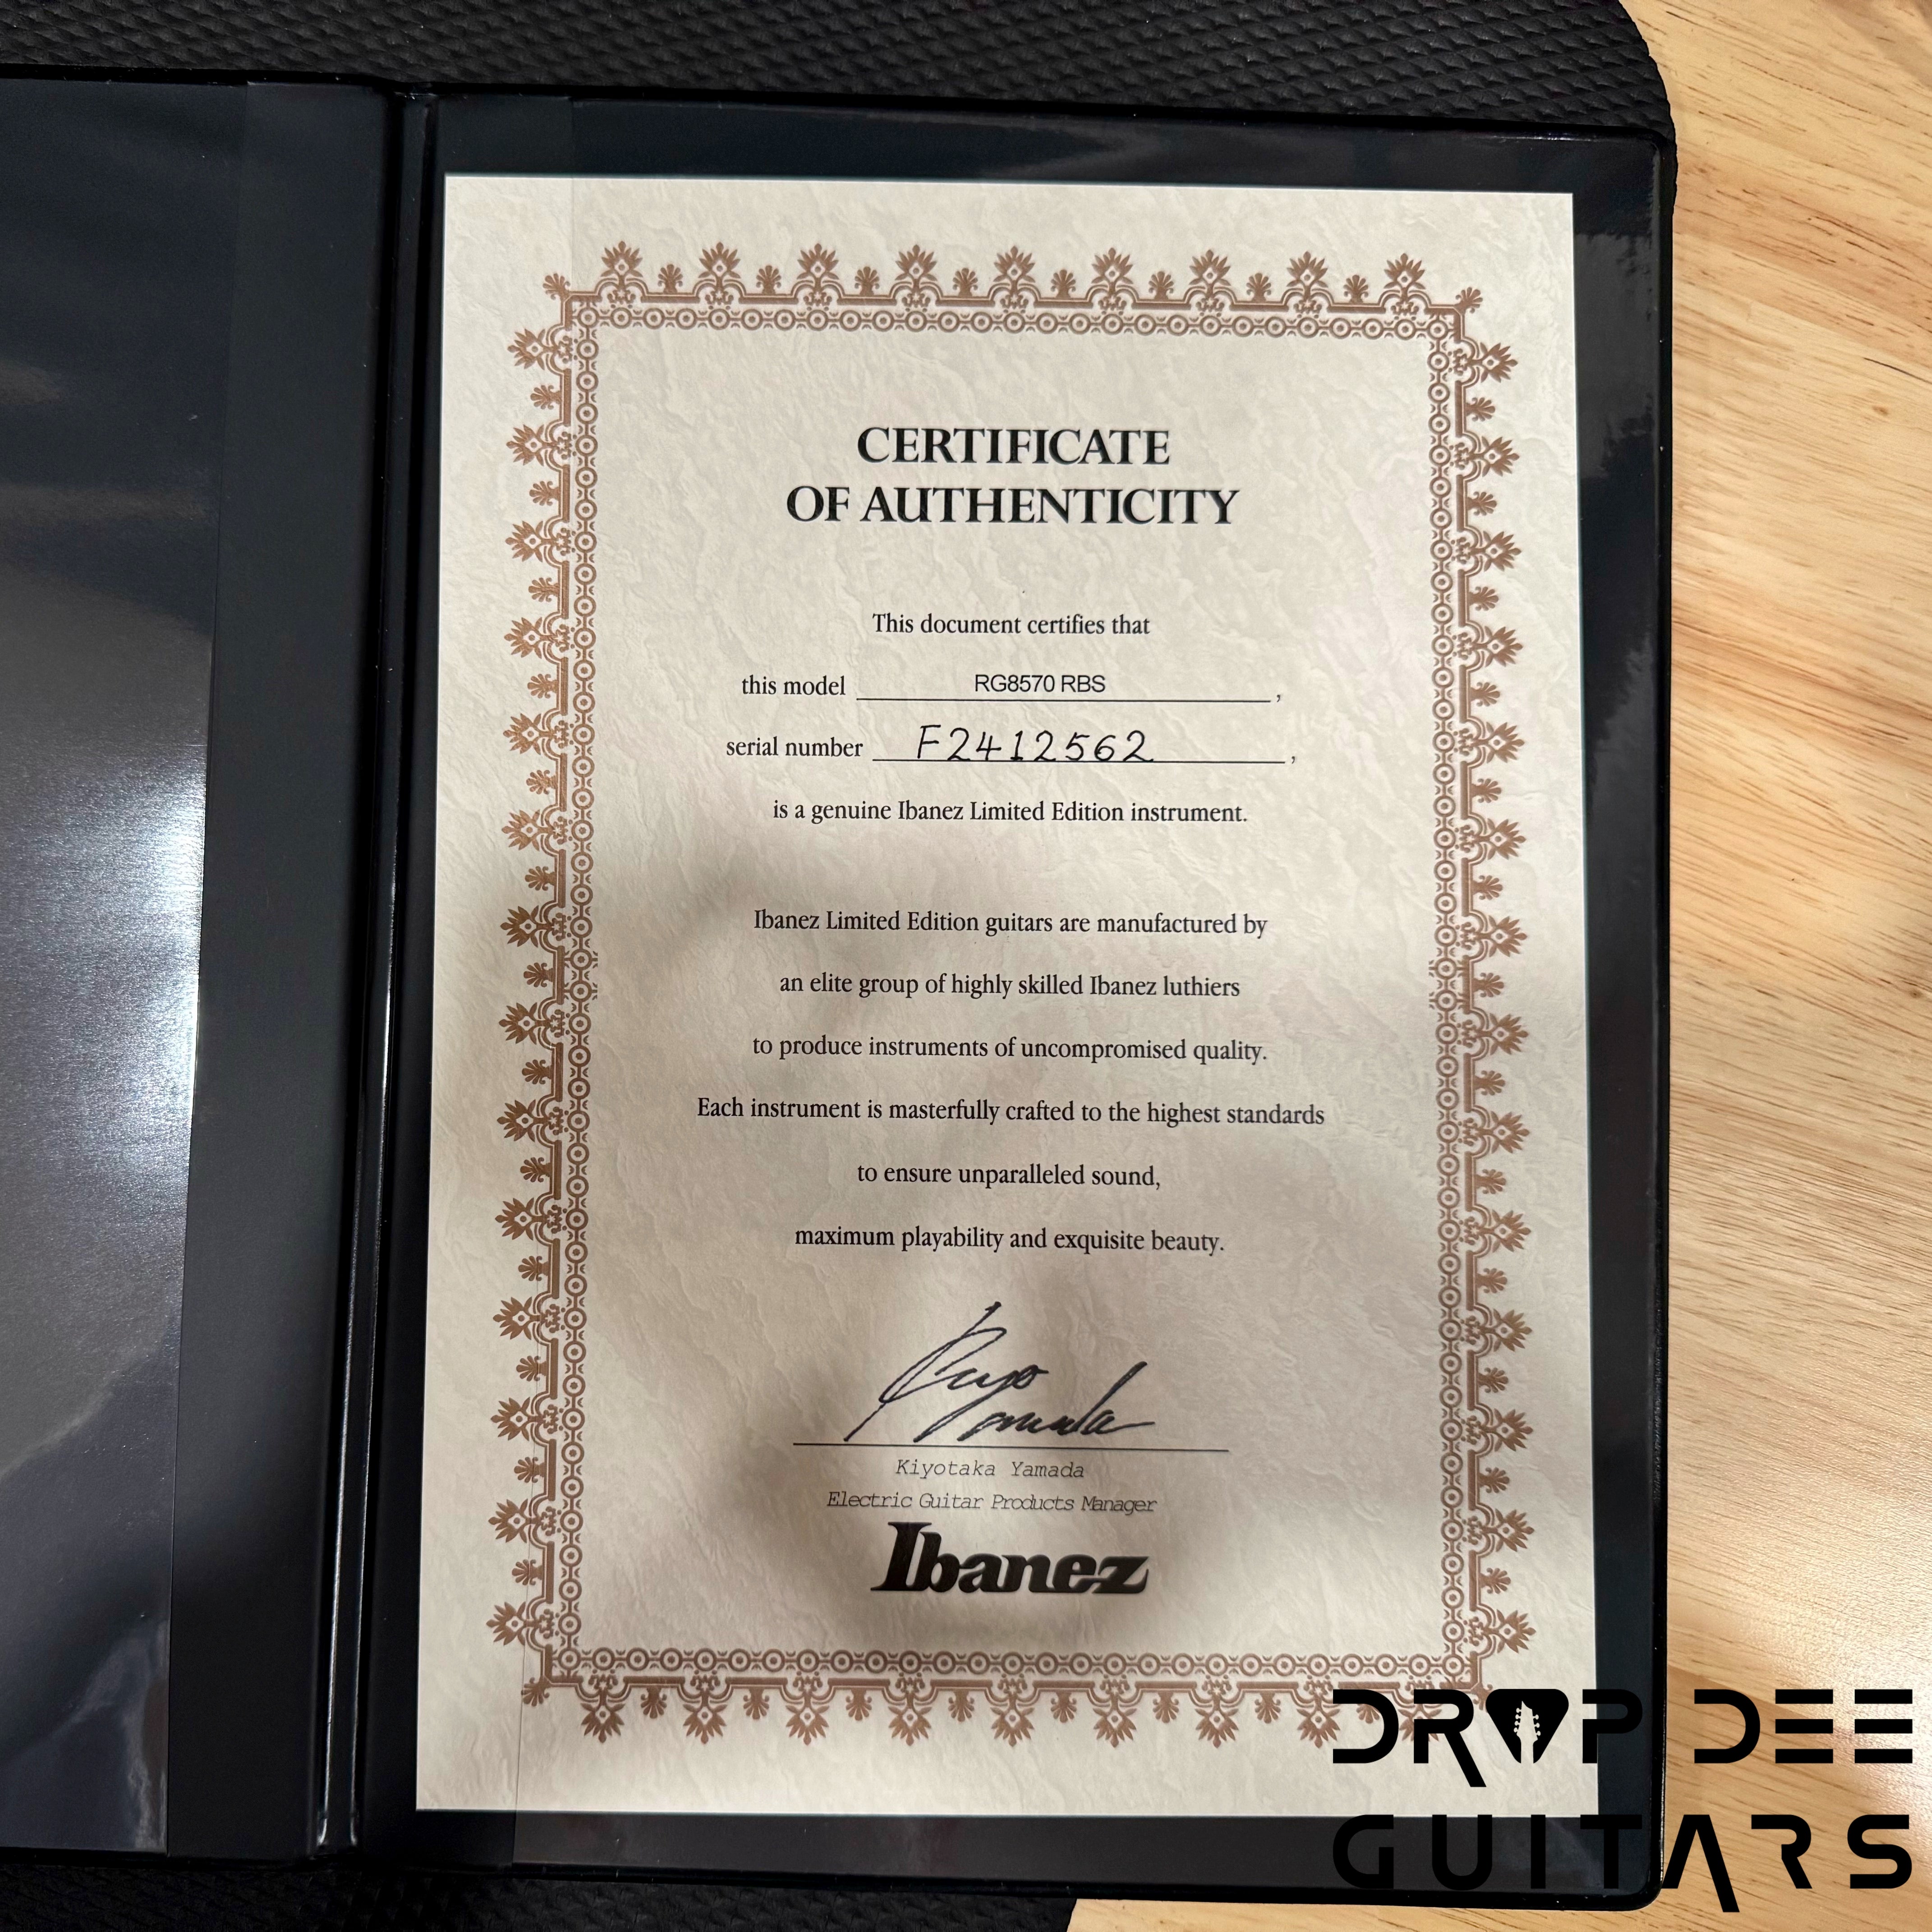 CERTIFICATE
OF AUTHENTICITY
This document certifies that
this model RG8570 RBS ,
serial number F2412562 ,
is a genuine Ibanez Limited Edition instrument.
Ibanez Limited Edition guitars are manufactured by
an elite group of highly skilled Ibanez luthiers
to produce instruments of uncompromised quality.
Each instrument is masterfully crafted to the highest standards
to ensure unparalleled sound,
maximum playability and exquisite beauty.
Yamada
Kiyotaka Yamada
Electric Guitar Products Manager
Ibanez
DROP DEE
GUITARS